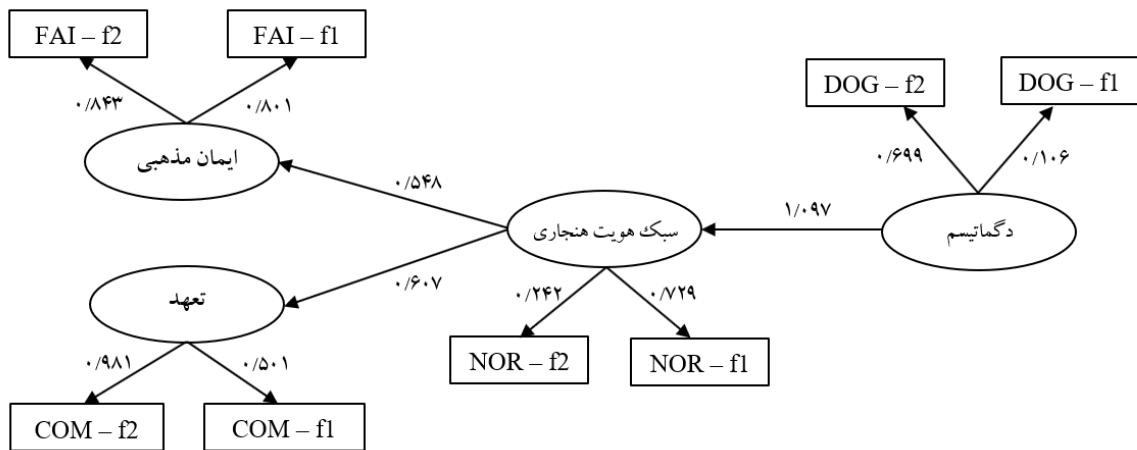 FAI – f2
FAI – f1
DOG – f2
DOG – f1
۰/۸۴۳
۰/۸۰۱
۰/۶۹۹
۰/۱۰۶
ایمان مذهبی
۰/۵۴۸
سبک هویت هنجاری
۱/۰۹۷
دگماتیسم
۰/۶۰۷
تعهد
۰/۲۴۲
۰/۷۲۹
NOR – f2
NOR – f1
۰/۹۸۱
۰/۵۰۱
COM – f2
COM – f1